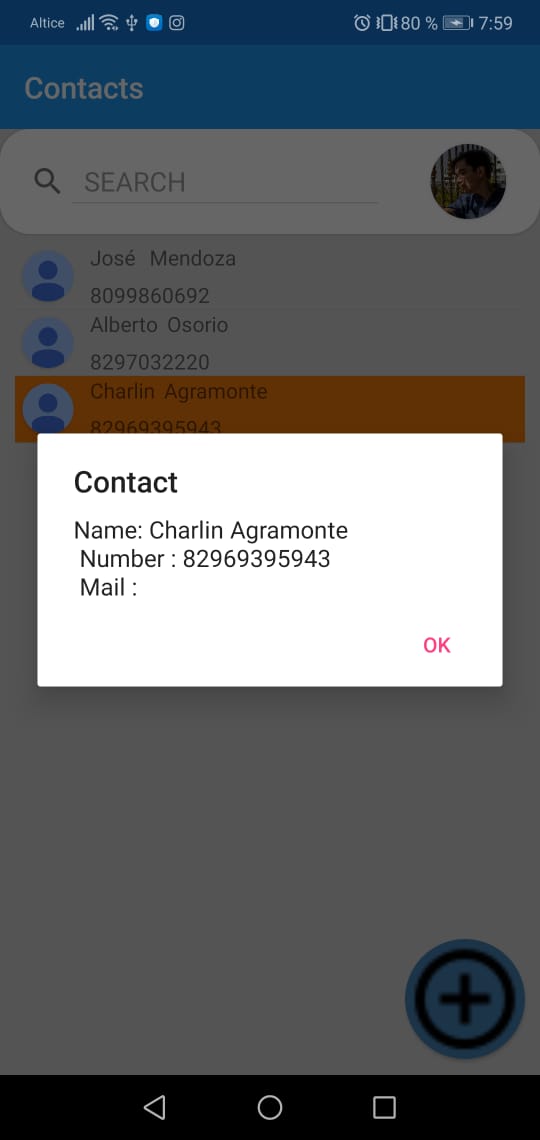 Altice 80 % 7:59
Contacts
SEARCH
José Mendoza
8099860692
Alberto Osorio
8297032220
Charlin Agramonte
82969395943
Contact
Name: Charlin Agramonte
Number : 82969395943
Mail :
OK